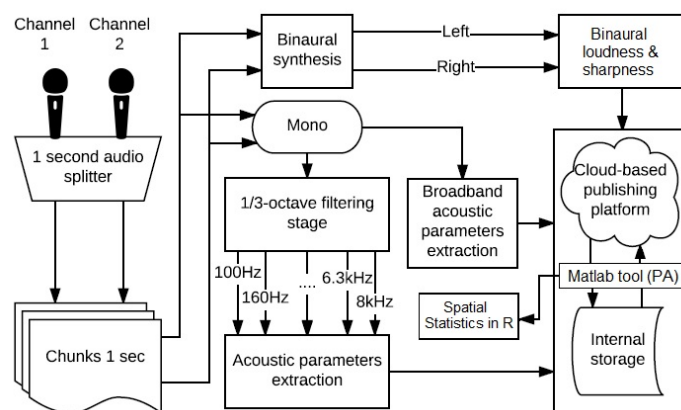 Channel
1
Channel
2
1 second audio
splitter
Chunks 1 sec
Binaural
synthesis
Left
Right
Binaural
loudness &
sharpness
Mono
1/3-octave filtering
stage
100Hz
160Hz
....
6.3kHz
8kHz
Acoustic parameters
extraction
Broadband
acoustic
parameters
extraction
Spatial
Statistics in R
Cloud-based
publishing
platform
Matlab tool (PA)
Internal
storage